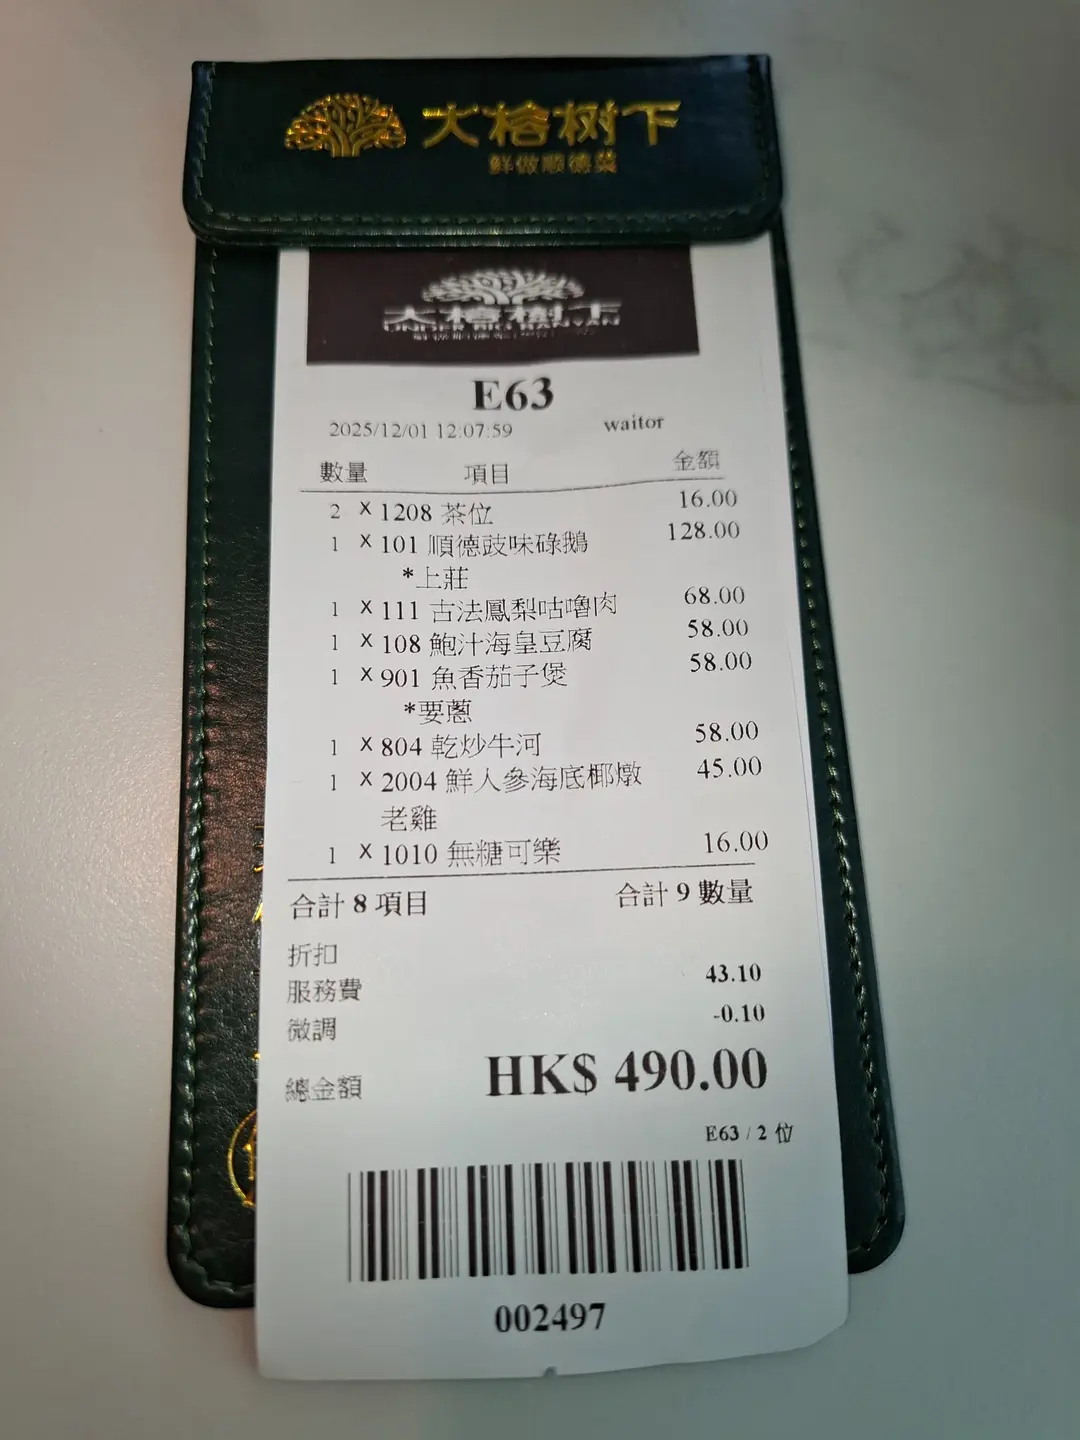 大榕树下
鲜做顺德菜
大榕樹下
UNDER BIG BANYAN
E63
2025/12/01 12:07:59 waitor
數量 項目 金額
2 x 1208 茶位 16.00
1 x 101 順德豉味碌鵝 128.00
*上莊
1 x 111 古法鳳梨咕嚕肉 68.00
1 x 108 鮑汁海皇豆腐 58.00
1 x 901 魚香茄子煲 58.00
*要蔥
1 x 804 乾炒牛河 58.00
1 x 2004 鮮人參海底椰燉 45.00
老雞
1 x 1010 無糖可樂 16.00
合計 8 項目 合計 9 數量
折扣
服務費 43.10
微調 -0.10
總金額 HK$ 490.00
E63 / 2 位
002497